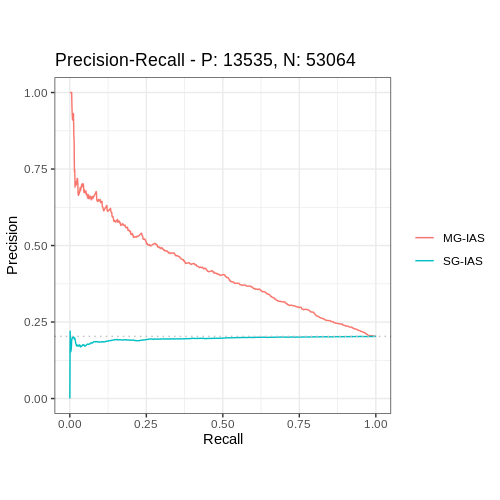 Precision-Recall - P: 13535, N: 53064
1.00
0.75
0.50
0.25
0.00
Precision
0.00 0.25 0.50 0.75 1.00
Recall
MG-IAS
SG-IAS